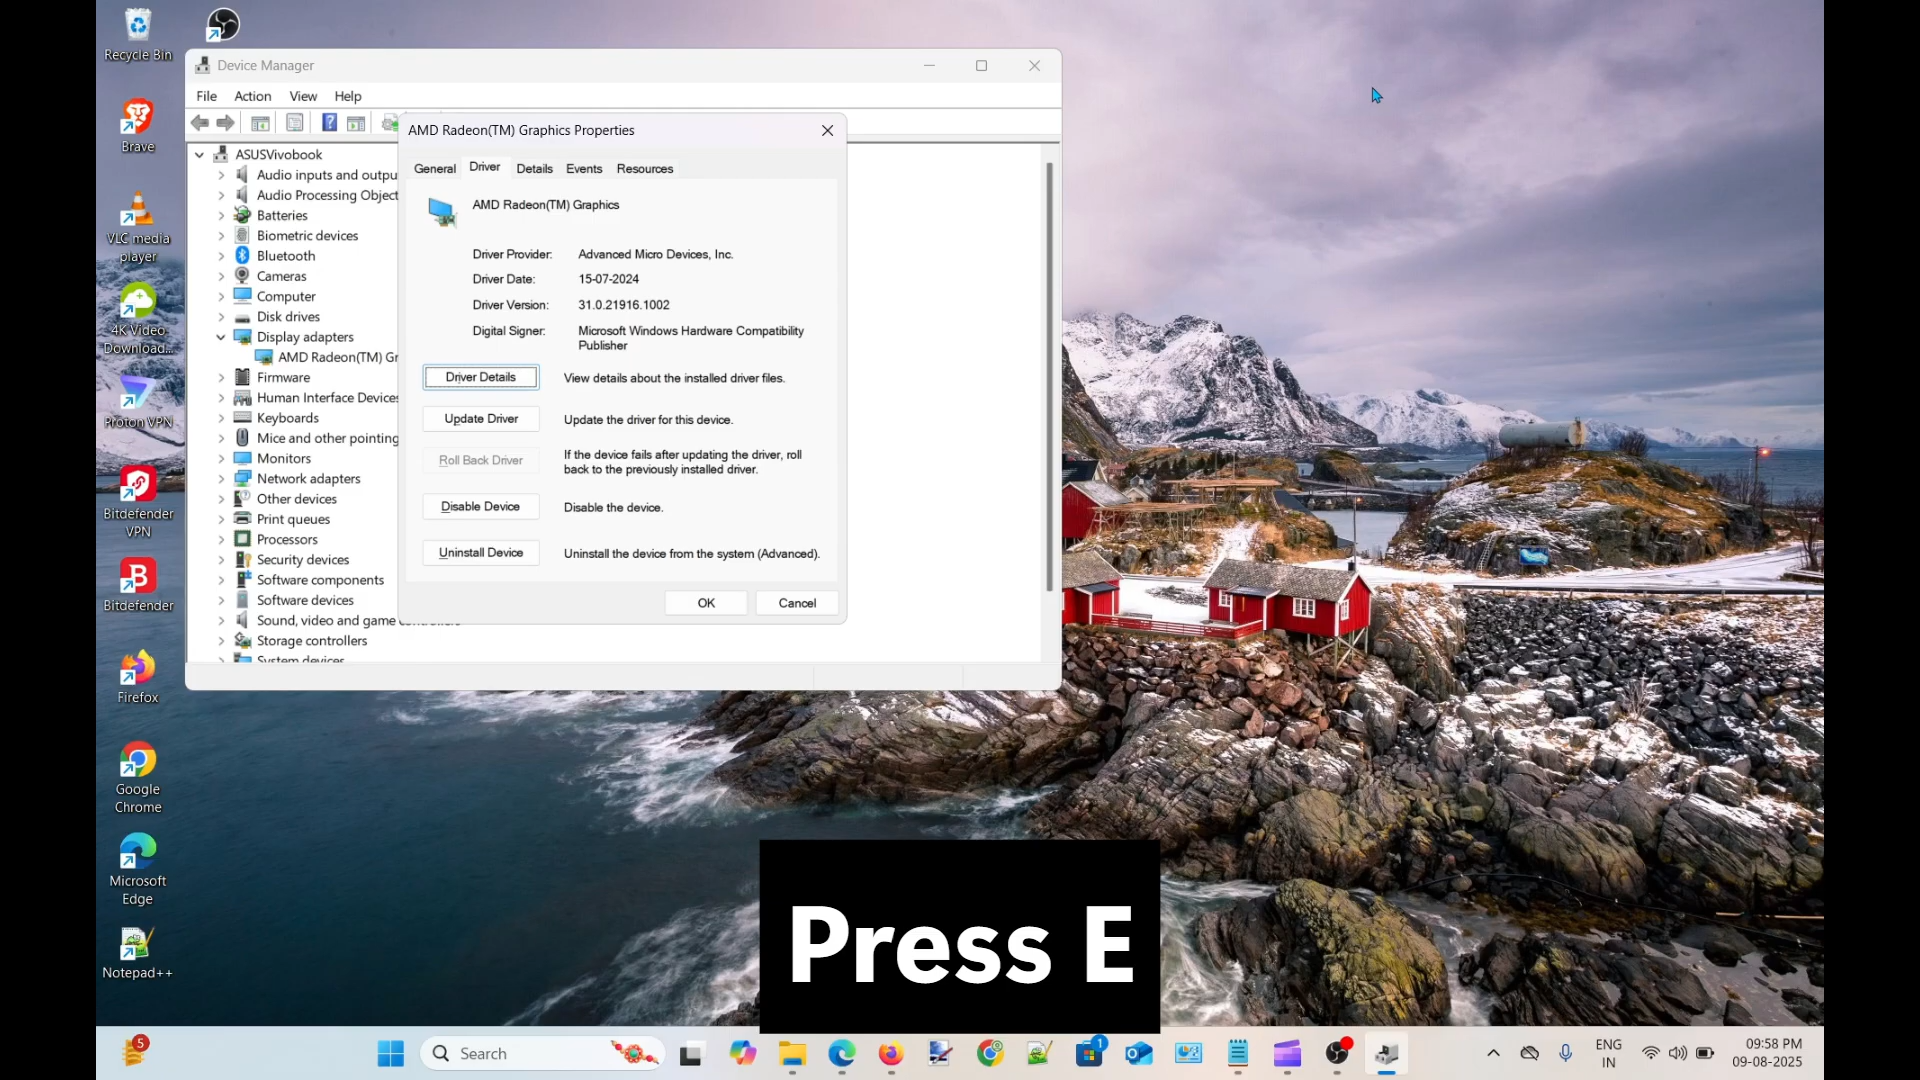 Recycle Bin
Brave
VLC media
player
4K Video
Download...
Proton VPN
Bitdefender
VPN
Bitdefender
Firefox
Google
Chrome
Microsoft
Edge
Notepad++
Device Manager
File Action View Help
ASUSVivobook
Audio inputs and outpu
Audio Processing Object
Batteries
Biometric devices
Bluetooth
Cameras
Computer
Disk drives
Display adapters
AMD Radeon(TM) Gr
Firmware
Human Interface Devices
Keyboards
Mice and other pointing
Monitors
Network adapters
Other devices
Print queues
Processors
Security devices
Software components
Software devices
Sound, video and game controllers
Storage controllers
System devices
AMD Radeon(TM) Graphics Properties
General Driver Details Events Resources
AMD Radeon(TM) Graphics
Driver Provider: Advanced Micro Devices, Inc.
Driver Date: 15-07-2024
Driver Version: 31.0.21916.1002
Digital Signer: Microsoft Windows Hardware Compatibility
Publisher
Driver Details View details about the installed driver files.
Update Driver Update the driver for this device.
Roll Back Driver If the device fails after updating the driver, roll
back to the previously installed driver.
Disable Device Disable the device.
Uninstall Device Uninstall the device from the system (Advanced).
OK Cancel
Press E
5
Search
1
ENG
IN
09:58 PM
09-08-2025